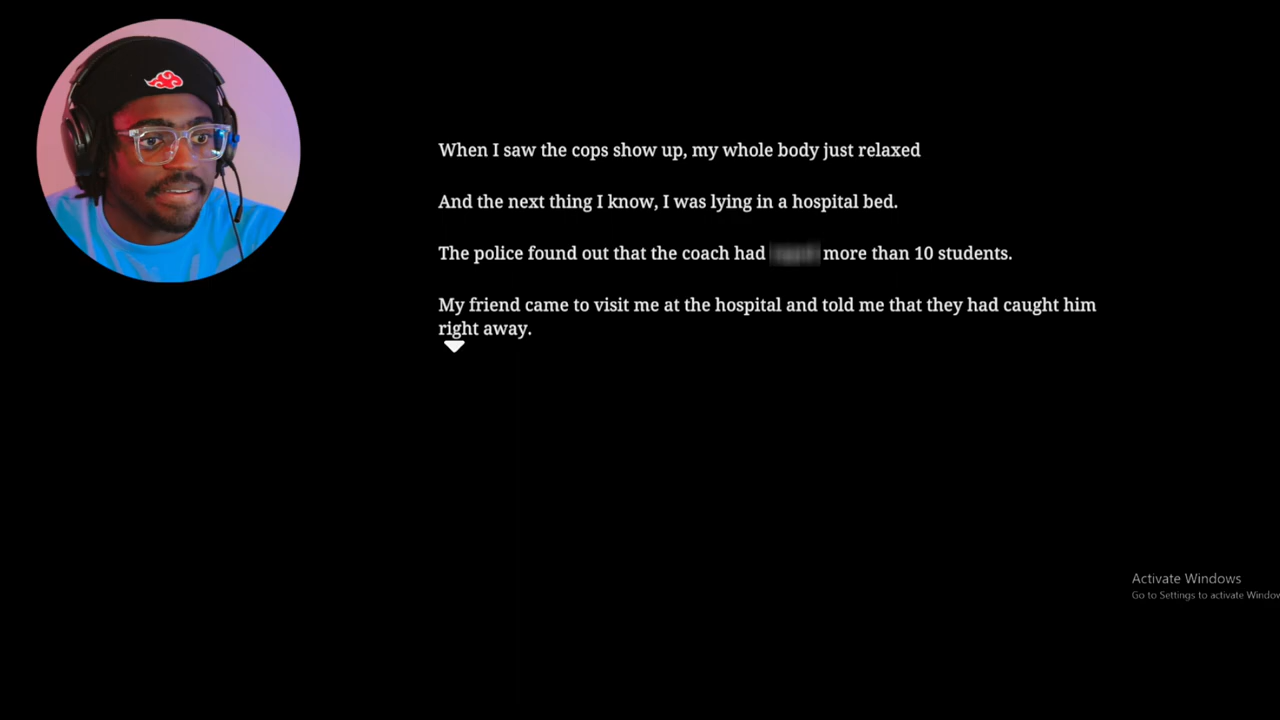 When I saw the cops show up, my whole body just relaxed
And the next thing I know, I was lying in a hospital bed.
The police found out that the coach had more than 10 students.
My friend came to visit me at the hospital and told me that they had caught him
right away.
Activate Windows
Go to Settings to activate Window